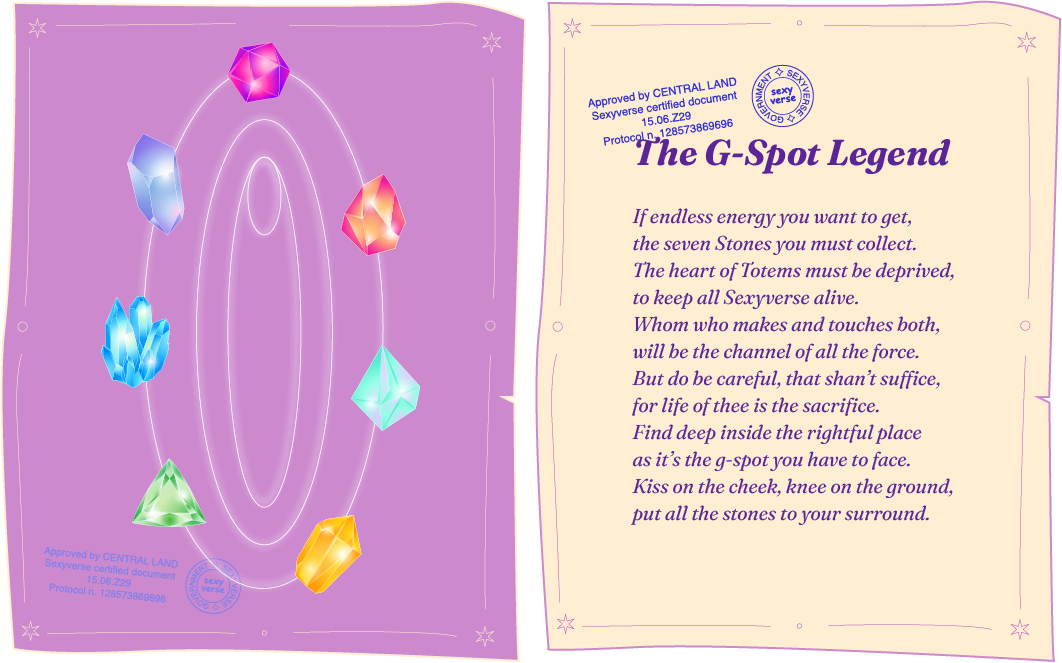 Approved by CENTRAL LAND
Sexyverse certified document
15.06.Z29
Protocol n. 128573869696
GOVERNMENT SEXYVERSE
sexy
verse
Approved by CENTRAL LAND
Sexyverse certified document
15.06.Z29
Protocol n. 128573869696
GOVERNMENT SEXYVERSE
sexy
verse
The G-Spot Legend
If endless energy you want to get,
the seven Stones you must collect.
The heart of Totems must be deprived,
to keep all Sexyverse alive.
Whom who makes and touches both,
will be the channel of all the force.
But do be careful, that shan’t suffice,
for life of thee is the sacrifice.
Find deep inside the rightful place
as it’s the g-spot you have to face.
Kiss on the cheek, knee on the ground,
put all the stones to your surround.